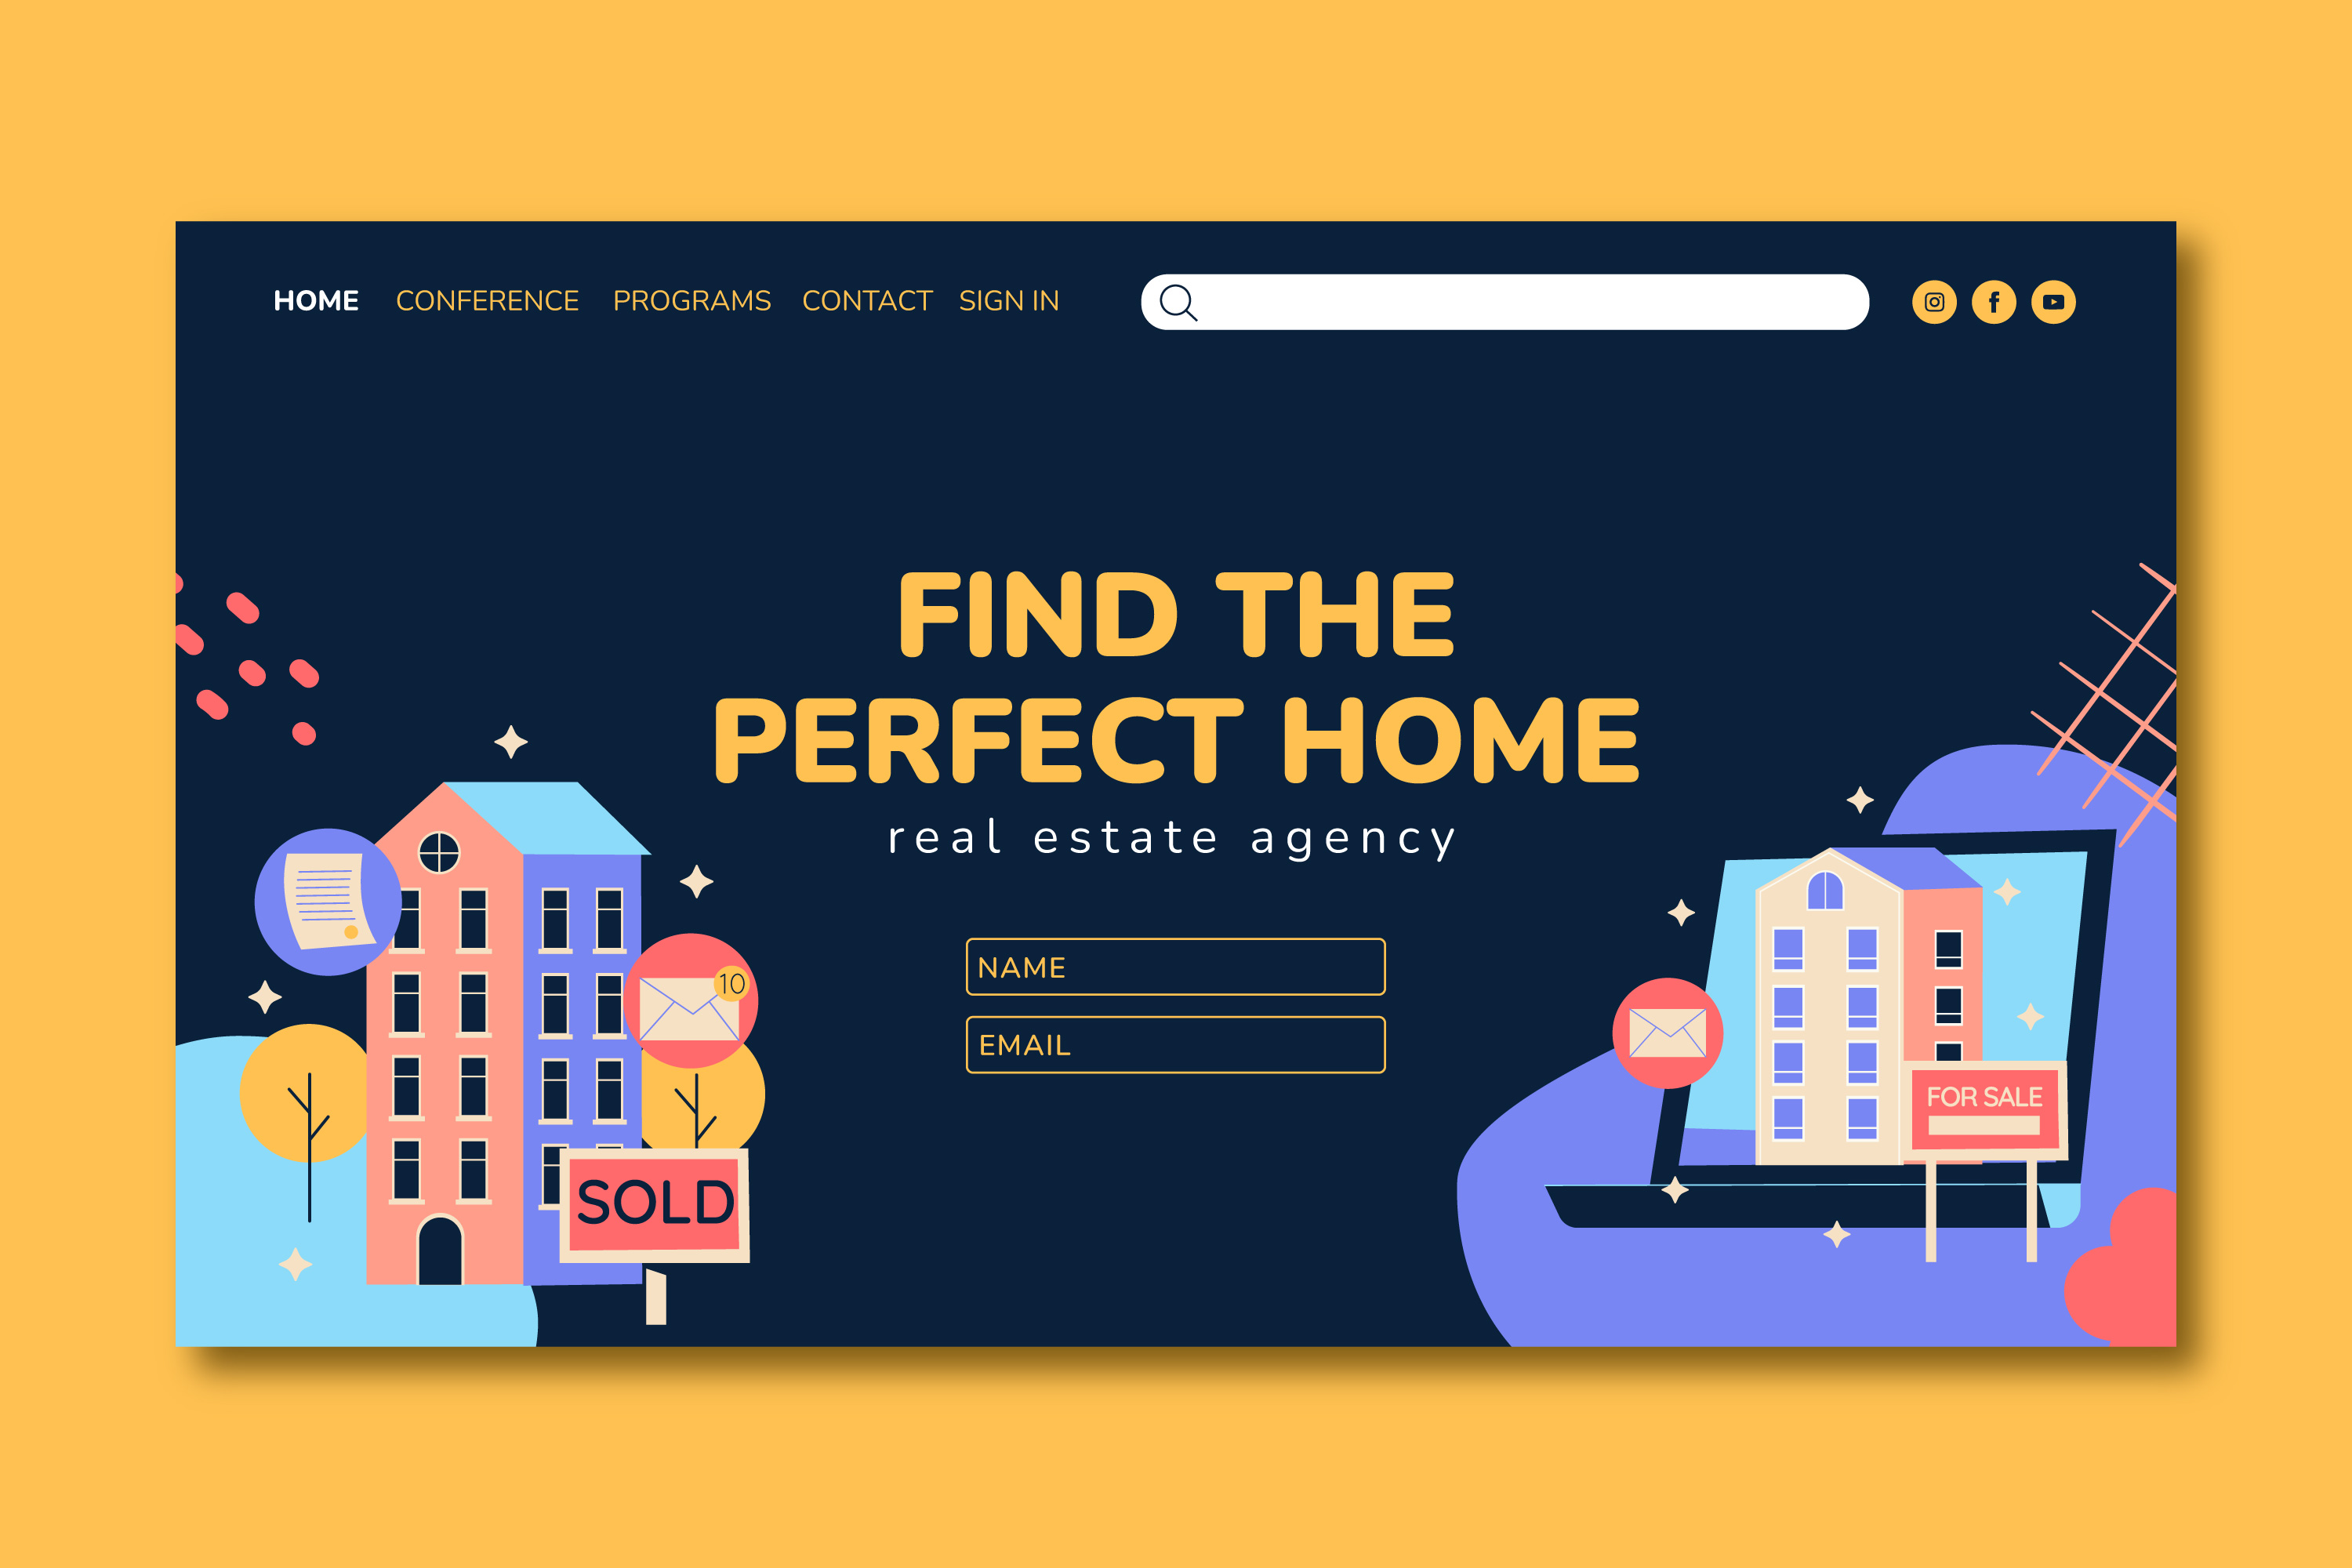 HOME CONFERENCE PROGRAMS CONTACT SIGN IN
FIND THE
PERFECT HOME
real estate agency
NAME
EMAIL
10
SOLD
FOR SALE